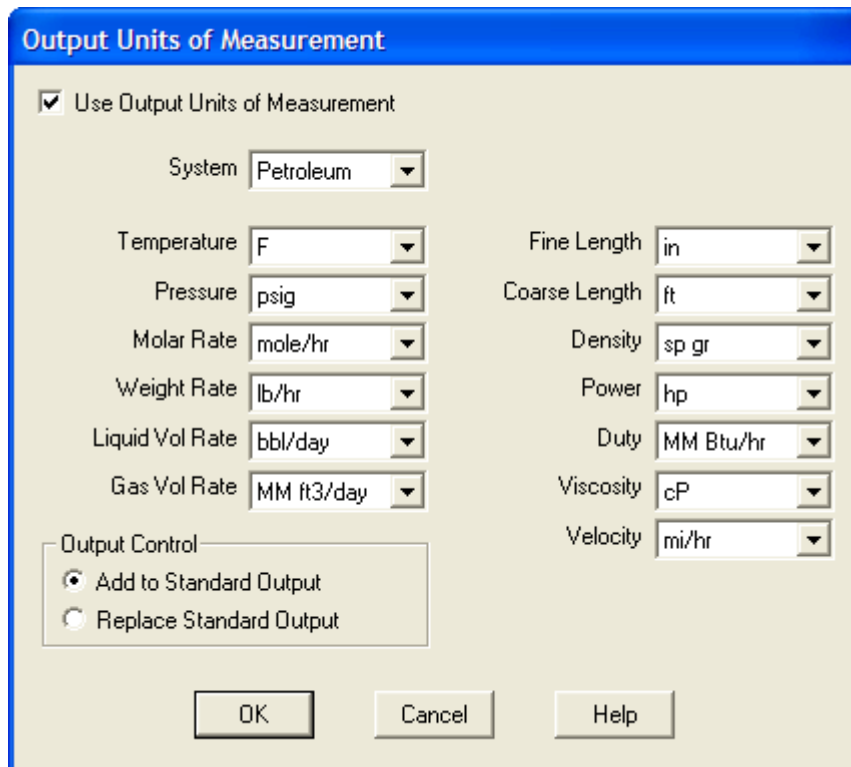 Output Units of Measurement
Use Output Units of Measurement
System Petroleum
Temperature F
Pressure psig
Molar Rate mole/hr
Weight Rate lb/hr
Liquid Vol Rate bbl/day
Gas Vol Rate MM ft3/day
Fine Length in
Coarse Length ft
Density sp gr
Power hp
Duty MM Btu/hr
Viscosity cP
Velocity mi/hr
Output Control
Add to Standard Output
Replace Standard Output
OK Cancel Help